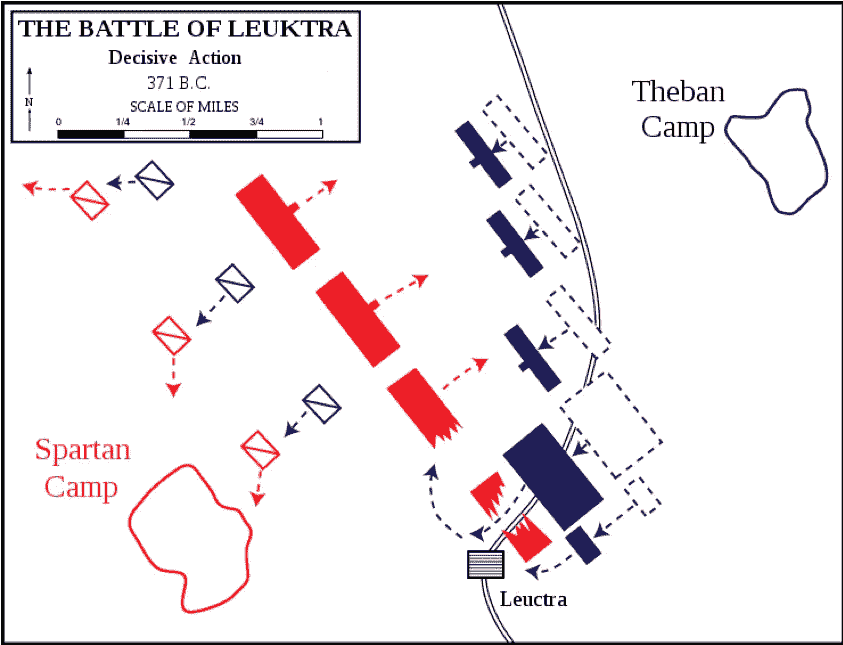 THE BATTLE OF LEUKTRA
Decisive Action
371 B.C.
SCALE OF MILES
N
0 1/4 1/2 3/4 1
Theban
Camp
Spartan
Camp
Leuctra